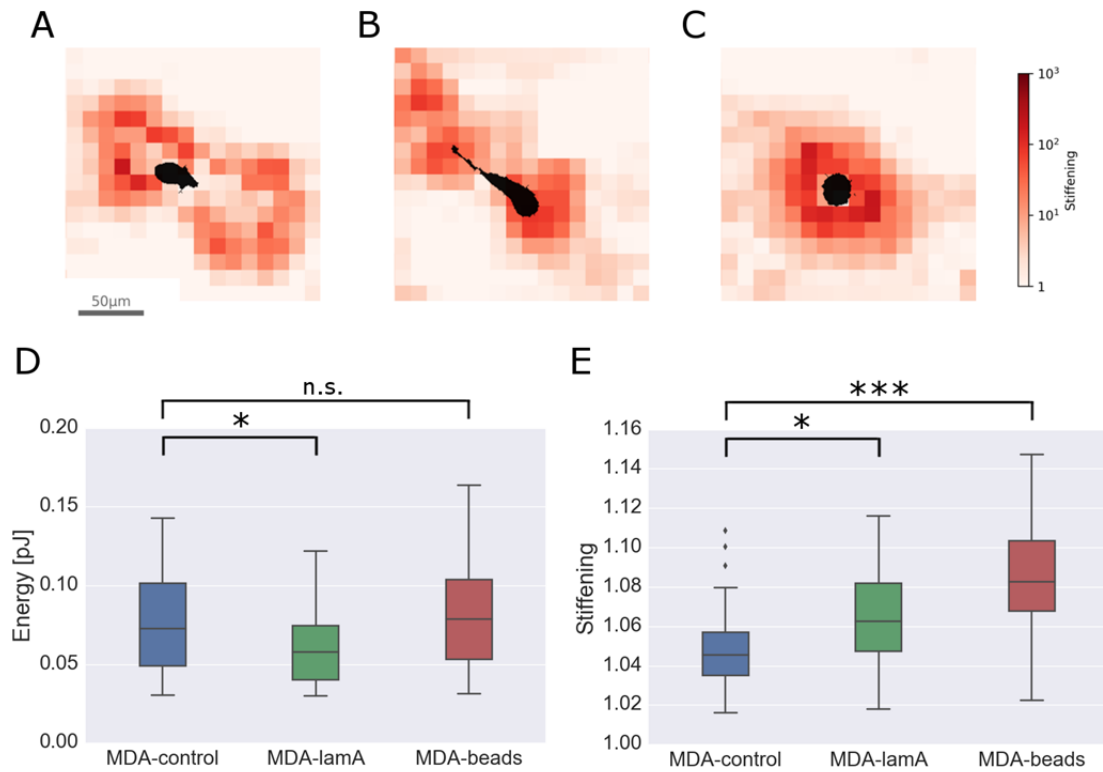 A
B
C
10³
10²
10¹
1
Stiffening
50µm
D
E
n.s.
*
***
*
0.20
0.15
0.10
0.05
0.00
Energy [pJ]
MDA-control MDA-lamA MDA-beads
1.16
1.14
1.12
1.10
1.08
1.06
1.04
1.02
1.00
Stiffening
MDA-control MDA-lamA MDA-beads